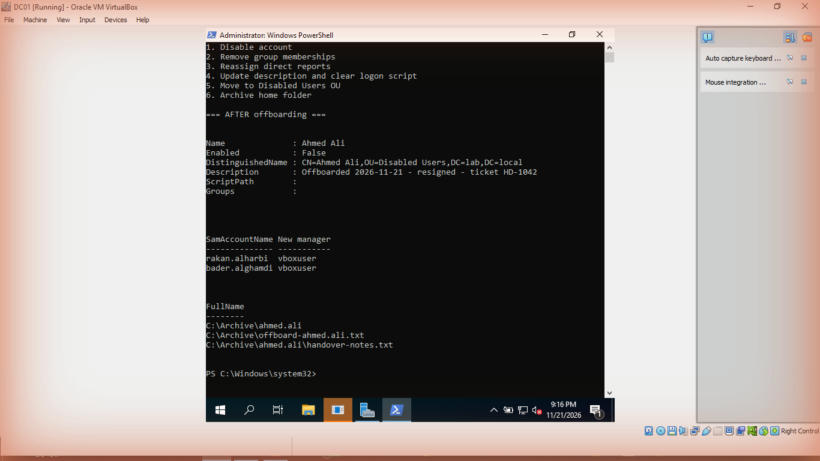 DC01 [Running] - Oracle VM VirtualBox
File Machine View Input Devices Help
Administrator: Windows PowerShell
1. Disable account
2. Remove group memberships
3. Reassign direct reports
4. Update description and clear logon script
5. Move to Disabled Users OU
6. Archive home folder
=== AFTER offboarding ===
Name : Ahmed Ali
Enabled : False
DistinguishedName : CN=Ahmed Ali,OU=Disabled Users,DC=lab,DC=local
Description : Offboarded 2026-11-21 - resigned - ticket HD-1042
ScriptPath :
Groups :
SamAccountName New manager
-------------- -----------
rakan.alharbi vboxuser
bader.alghamdi vboxuser
FullName
--------
C:\Archive\ahmed.ali
C:\Archive\offboard-ahmed.ali.txt
C:\Archive\ahmed.ali\handover-notes.txt
PS C:\Windows\system32>
Auto capture keyboard ...
Mouse integration ...
9:16 PM
11/21/2026
1
Right Control